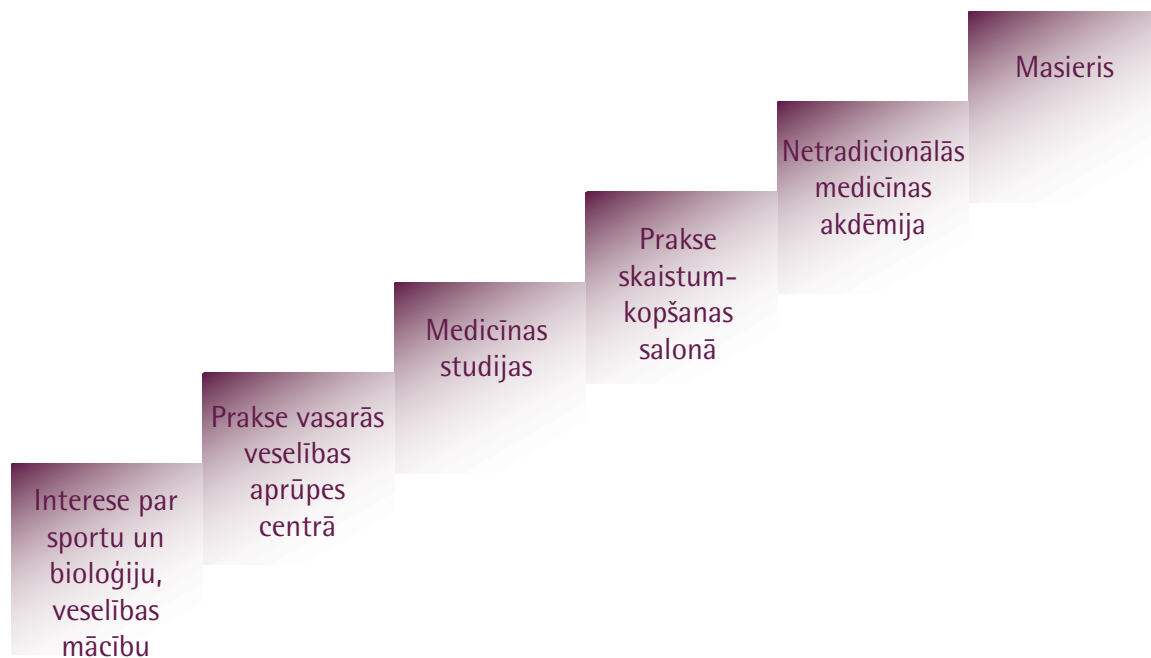 Masieris
Netradicionālās
medicīnas
akdēmija
Prakse
skaistum-
kopšanas
salonā
Medicīnas
studijas
Prakse vasarās
veselības
aprūpes
centrā
Interese par
sportu un
bioloģiju,
veselības
mācību